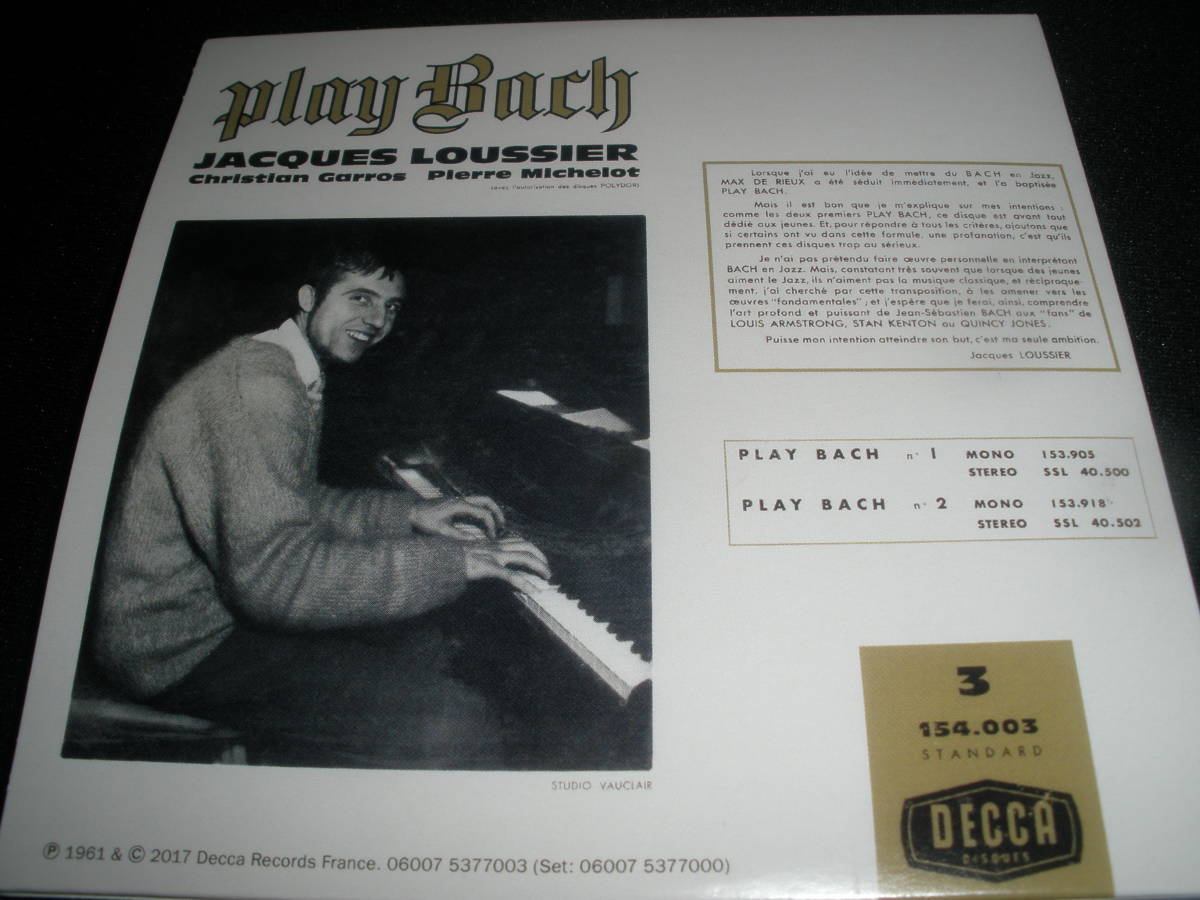 play Bach
JACQUES LOUSSIER
Christian Garros Pierre Michelot
(avec l'autorisation des disques POLYDOR)
Lorsque j'ai eu l'idée de mettre du BACH en Jazz,
MAX DE RIEUX a été séduit immédiatement, et l'a baptisée
PLAY BACH.
Mais il est bon que je m'explique sur mes intentions :
comme les deux premiers PLAY BACH, ce disque est avant tout
dédié aux jeunes. Et, pour répondre à tous les critères, ajoutons que
si certains ont vu dans cette formule, une profanation, c'est qu'ils
prennent ces disques trop au sérieux.
Je n'ai pas prétendu faire œuvre personnelle en interprétant
BACH en Jazz. Mais, constatant très souvent que lorsque des jeunes
aiment le Jazz, ils n'aiment pas la musique classique, et réciproque-
ment, j'ai cherché par cette transposition, à les amener vers les
œuvres "fondamentales" ; et j'espère que je ferai, ainsi, comprendre
l'art profond et puissant de Jean-Sébastien BACH aux "fans" de
LOUIS ARMSTRONG, STAN KENTON ou QUINCY JONES.
Puisse mon intention atteindre son but, c'est ma seule ambition.
Jacques LOUSSIER
PLAY BACH n° 1 MONO 153.905
STEREO SSL 40.500
PLAY BACH n° 2 MONO 153.918
STEREO SSL 40.502
STUDIO VAUCLAIR
3
154.003
STANDARD
DECCA
DISQUES
℗ 1961 & © 2017 Decca Records France. 06007 5377003 (Set: 06007 5377000)